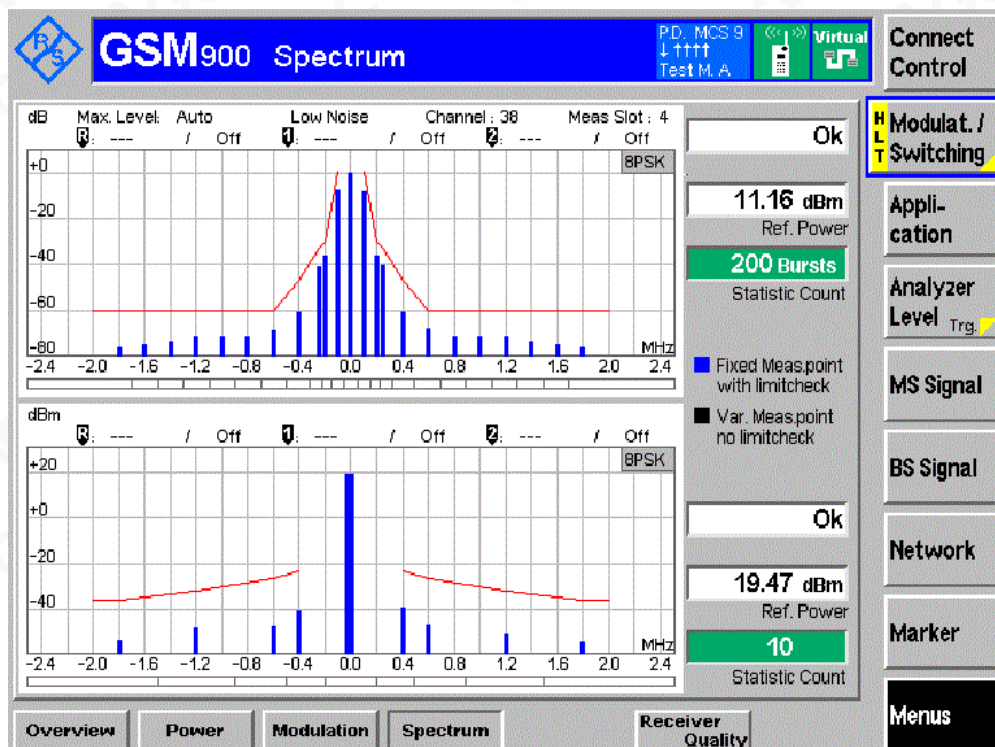 R/S
GSM900 Spectrum
P.D. MCS 9
↓ ↑↑↑↑
Test M. A.
Virtual
Connect
Control
dB Max. Level: Auto Low Noise Channel : 38 Meas Slot : 4
R: --- / Off 1: --- / Off 2: --- / Off
8PSK
+0
-20
-40
-60
-80
MHz
-2.4 -2.0 -1.6 -1.2 -0.8 -0.4 0.0 0.4 0.8 1.2 1.6 2.0 2.4
Ok
11.16 dBm
Ref. Power
200 Bursts
Statistic Count
Fixed Meas.point
with limitcheck
Var. Meas.point
no limitcheck
dBm
R: --- / Off 1: --- / Off 2: --- / Off
8PSK
+20
+0
-20
-40
MHz
-2.4 -2.0 -1.6 -1.2 -0.8 -0.4 0.0 0.4 0.8 1.2 1.6 2.0 2.4
Ok
19.47 dBm
Ref. Power
10
Statistic Count
HLT
Modulat. /
Switching
Appli-
cation
Analyzer
Level Trg.
MS Signal
BS Signal
Network
Marker
Menus
Overview
Power
Modulation
Spectrum
Receiver
Quality